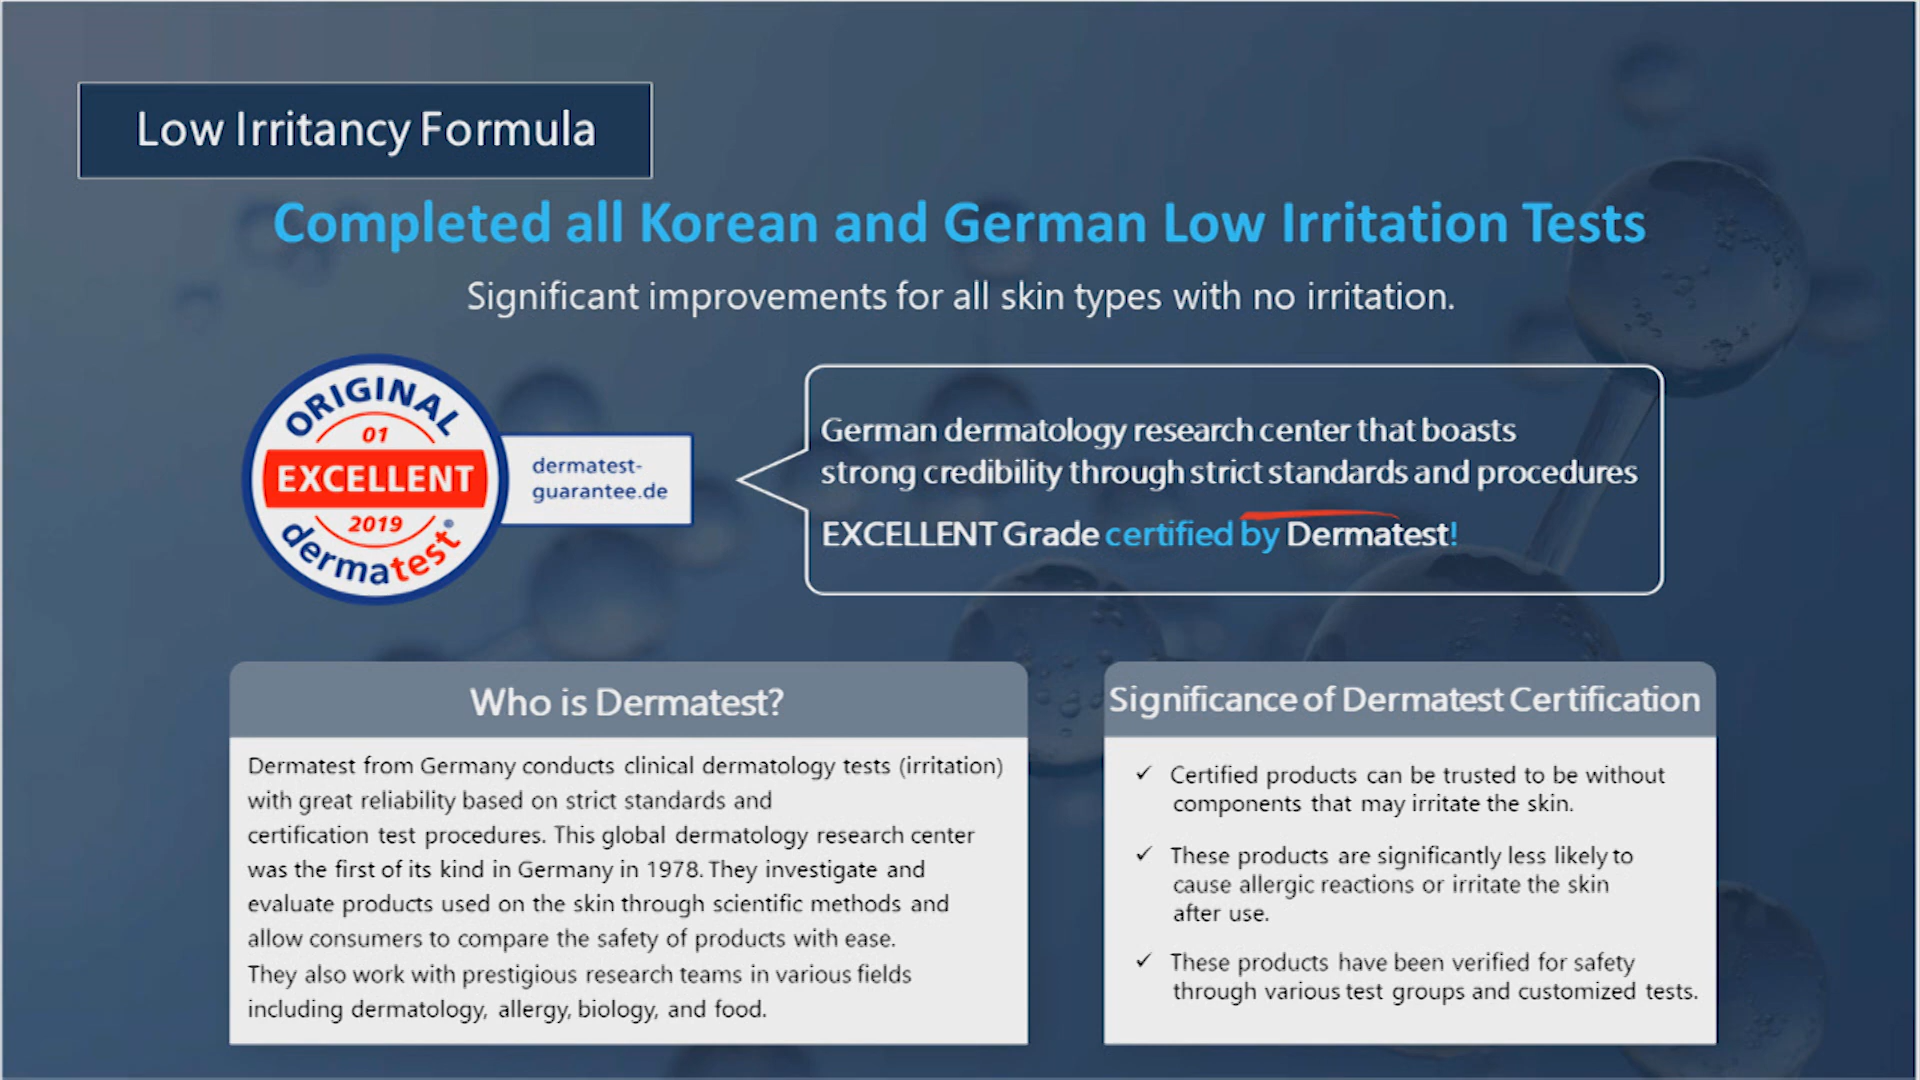 Low Irritancy Formula
Completed all Korean and German Low Irritation Tests
Significant improvements for all skin types with no irritation.
ORIGINAL
01
EXCELLENT
2019
dermatest®
dermatest-
guarantee.de
German dermatology research center that boasts
strong credibility through strict standards and procedures
EXCELLENT Grade certified by Dermatest!
Who is Dermatest?
Dermatest from Germany conducts clinical dermatology tests (irritation)
with great reliability based on strict standards and
certification test procedures. This global dermatology research center
was the first of its kind in Germany in 1978. They investigate and
evaluate products used on the skin through scientific methods and
allow consumers to compare the safety of products with ease.
They also work with prestigious research teams in various fields
including dermatology, allergy, biology, and food.
Significance of Dermatest Certification
✓ Certified products can be trusted to be without
components that may irritate the skin.
✓ These products are significantly less likely to
cause allergic reactions or irritate the skin
after use.
✓ These products have been verified for safety
through various test groups and customized tests.